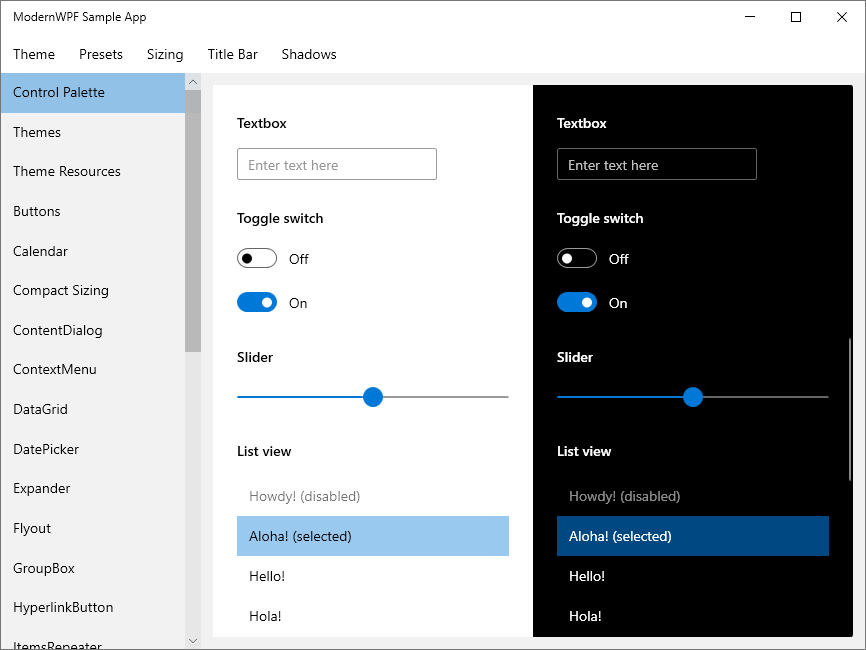 ModernWPF Sample App
Theme Presets Sizing Title Bar Shadows
Control Palette
Themes
Theme Resources
Buttons
Calendar
Compact Sizing
ContentDialog
ContextMenu
DataGrid
DatePicker
Expander
Flyout
GroupBox
HyperlinkButton
ItemsRepeater
Textbox
Enter text here
Toggle switch
Off
On
Slider
List view
Howdy! (disabled)
Aloha! (selected)
Hello!
Hola!
Textbox
Enter text here
Toggle switch
Off
On
Slider
List view
Howdy! (disabled)
Aloha! (selected)
Hello!
Hola!